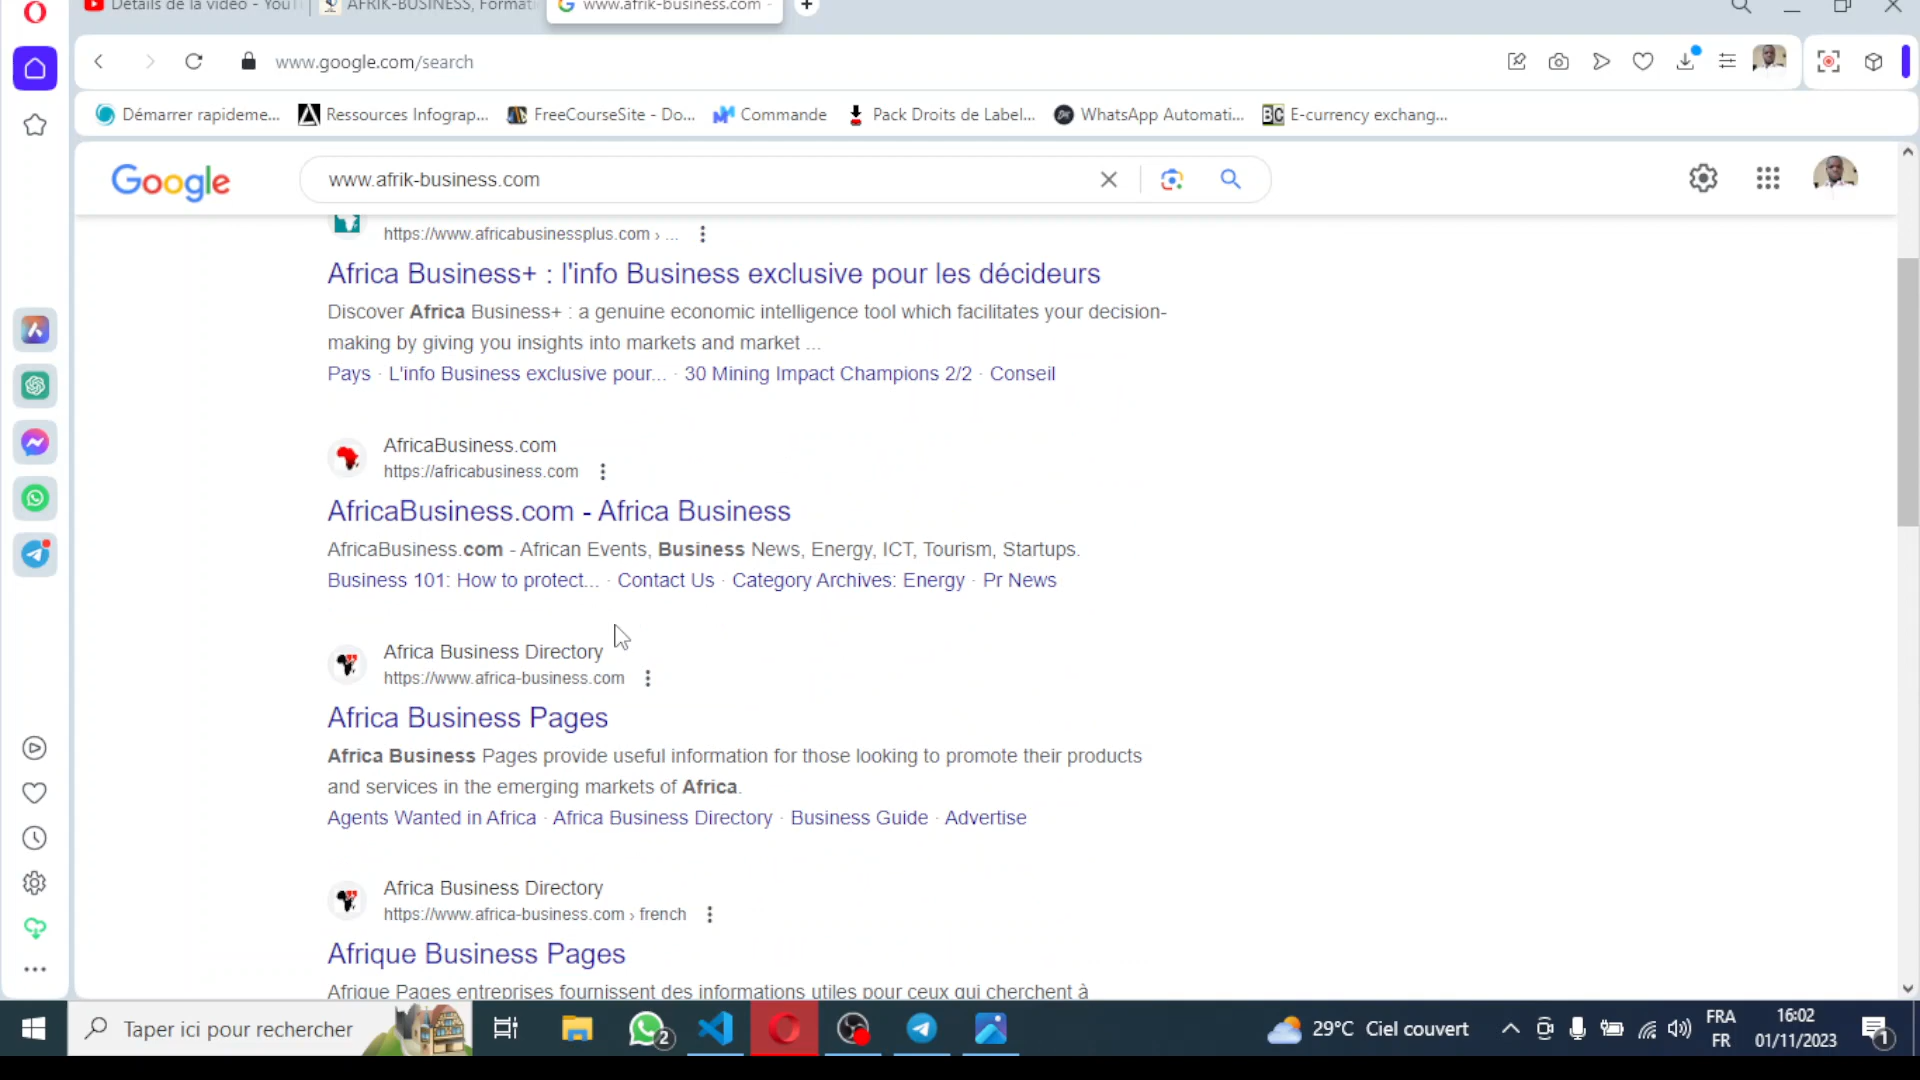 Détails de la vidéo - YouT
AFRIK-BUSINESS, Formati
www.afrik-business.com -
www.google.com/search
Démarrer rapideme...
Ressources Infograp...
FreeCourseSite - Do...
Commande
Pack Droits de Label...
WhatsApp Automati...
BC E-currency exchang...
Google
www.afrik-business.com
https://www.africabusinessplus.com › ...
Africa Business+ : l'info Business exclusive pour les décideurs
Discover Africa Business+ : a genuine economic intelligence tool which facilitates your decision-
making by giving you insights into markets and market ...
Pays · L'info Business exclusive pour... · 30 Mining Impact Champions 2/2 · Conseil
AfricaBusiness.com
https://africabusiness.com
AfricaBusiness.com - Africa Business
AfricaBusiness.com - African Events, Business News, Energy, ICT, Tourism, Startups.
Business 101: How to protect... · Contact Us · Category Archives: Energy · Pr News
Africa Business Directory
https://www.africa-business.com
Africa Business Pages
Africa Business Pages provide useful information for those looking to promote their products
and services in the emerging markets of Africa.
Agents Wanted in Africa · Africa Business Directory · Business Guide · Advertise
Africa Business Directory
https://www.africa-business.com › french
Afrique Business Pages
Afrique Pages entreprises fournissent des informations utiles pour ceux qui cherchent à
Taper ici pour rechercher
2
29°C Ciel couvert
FRA
FR
16:02
01/11/2023
1